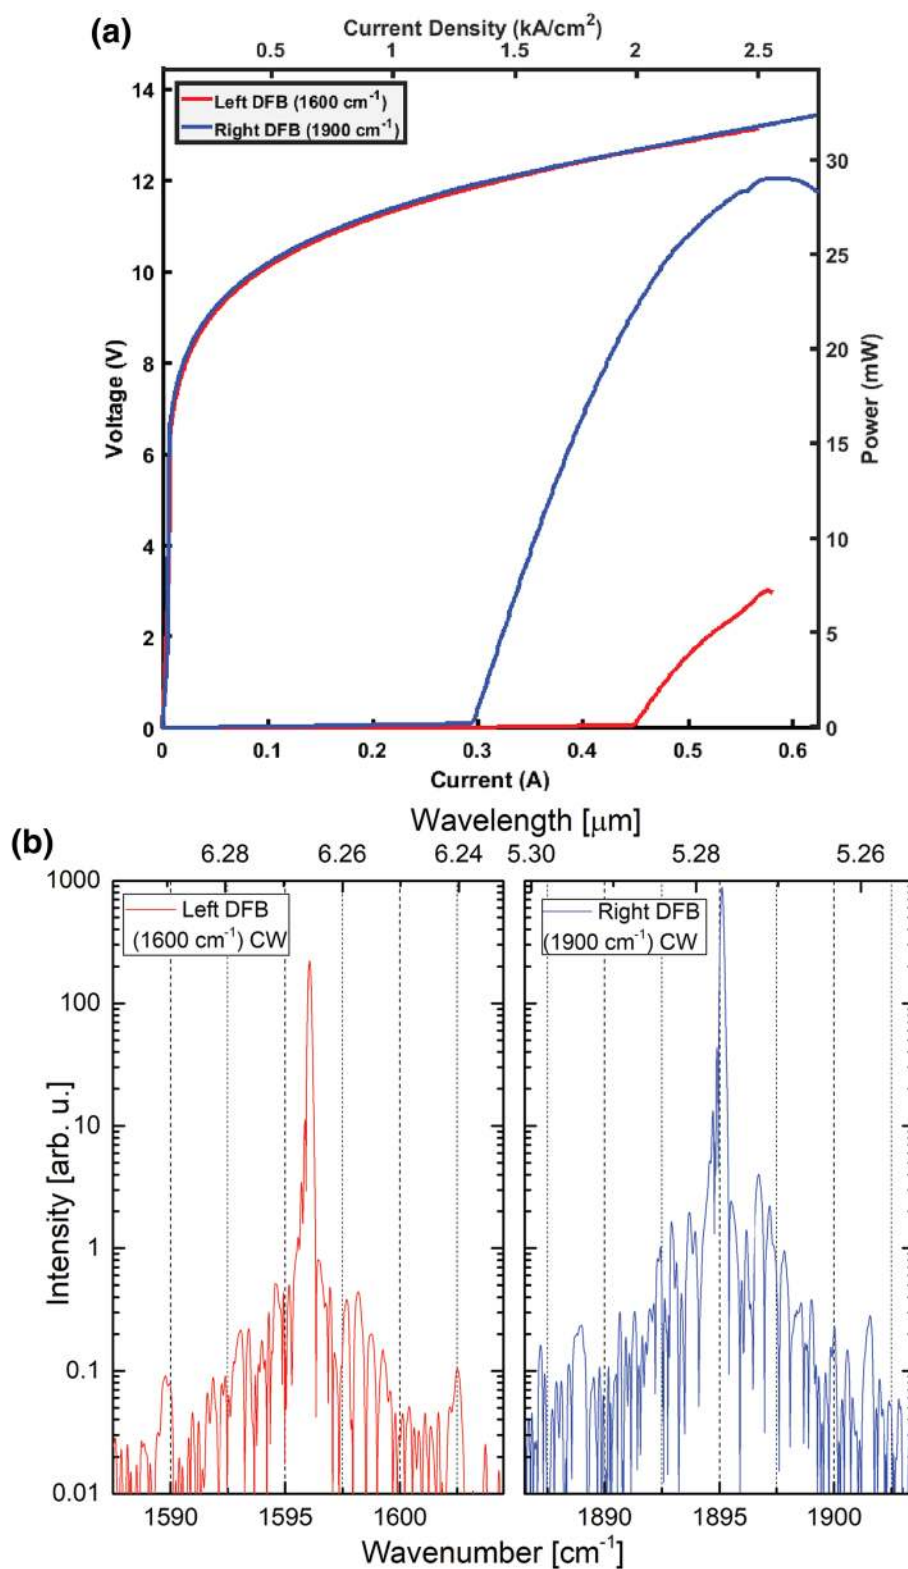 (a)
Current Density (kA/cm²)
0.5 1 1.5 2 2.5
Left DFB (1600 cm⁻¹)
Right DFB (1900 cm⁻¹)
Voltage (V)
14
12
10
8
6
4
2
0
Power (mW)
30
25
20
15
10
5
0
0 0.1 0.2 0.3 0.4 0.5 0.6
Current (A)
(b)
Wavelength [μm]
6.28 6.26 6.24 5.30 5.28 5.26
Left DFB
(1600 cm⁻¹) CW
Right DFB
(1900 cm⁻¹) CW
Intensity [arb. u.]
1000
100
10
1
0.1
0.01
1590 1595 1600 1890 1895 1900
Wavenumber [cm⁻¹]